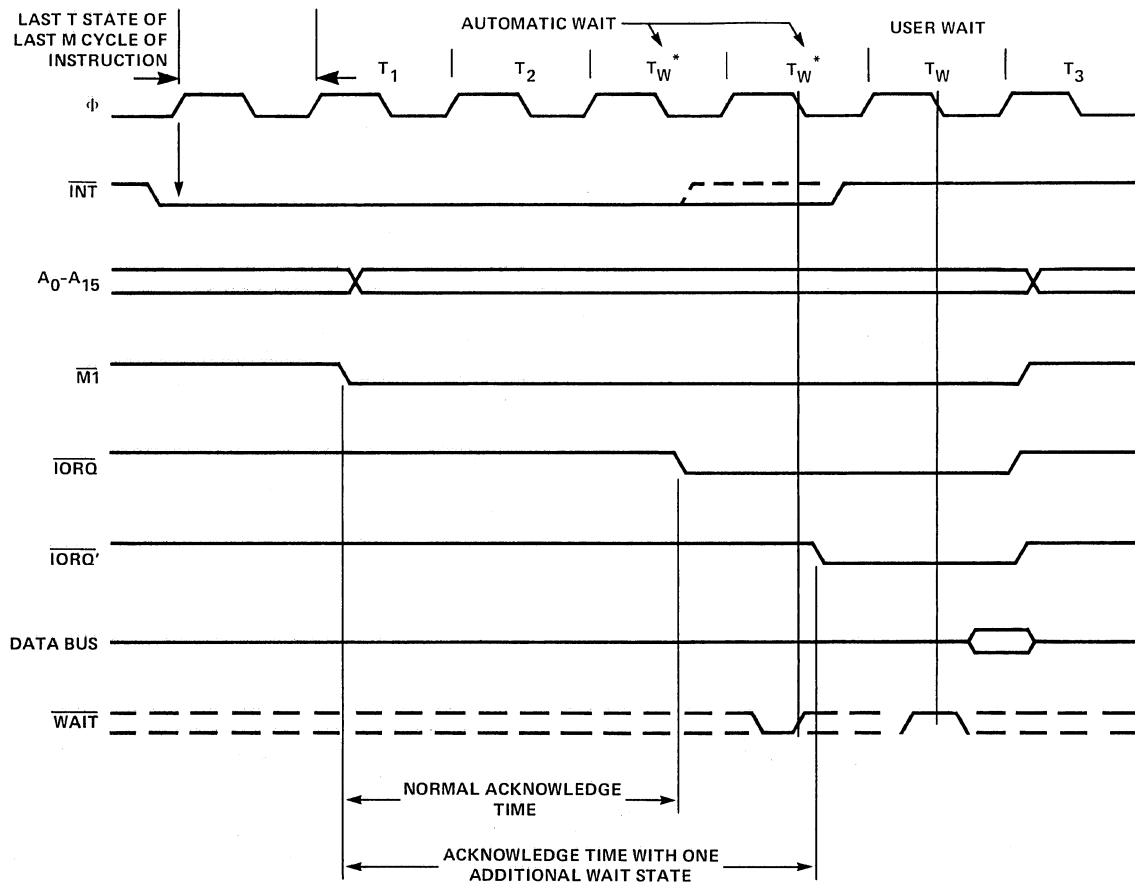 LAST T STATE OF
LAST M CYCLE OF
INSTRUCTION
AUTOMATIC WAIT
USER WAIT
T1
T2
TW*
TW*
TW
T3
Φ
INT
A0-A15
M1
IORQ
IORQ'
DATA BUS
WAIT
NORMAL ACKNOWLEDGE
TIME
ACKNOWLEDGE TIME WITH ONE
ADDITIONAL WAIT STATE